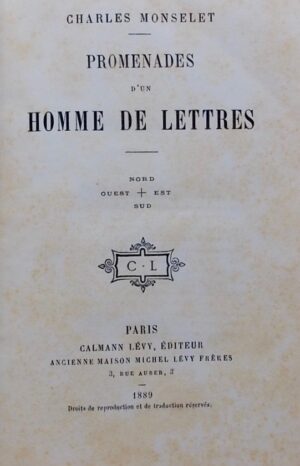 CHARLES MONSELET
PROMENADES
D'UN
HOMME DE LETTRES
NORD
OUEST + EST
SUD
C · L
PARIS
CALMANN LÉVY, ÉDITEUR
ANCIENNE MAISON MICHEL LÉVY FRÈRES
3, RUE AUBER, 3
1889
Droits de reproduction et de traduction réservés.